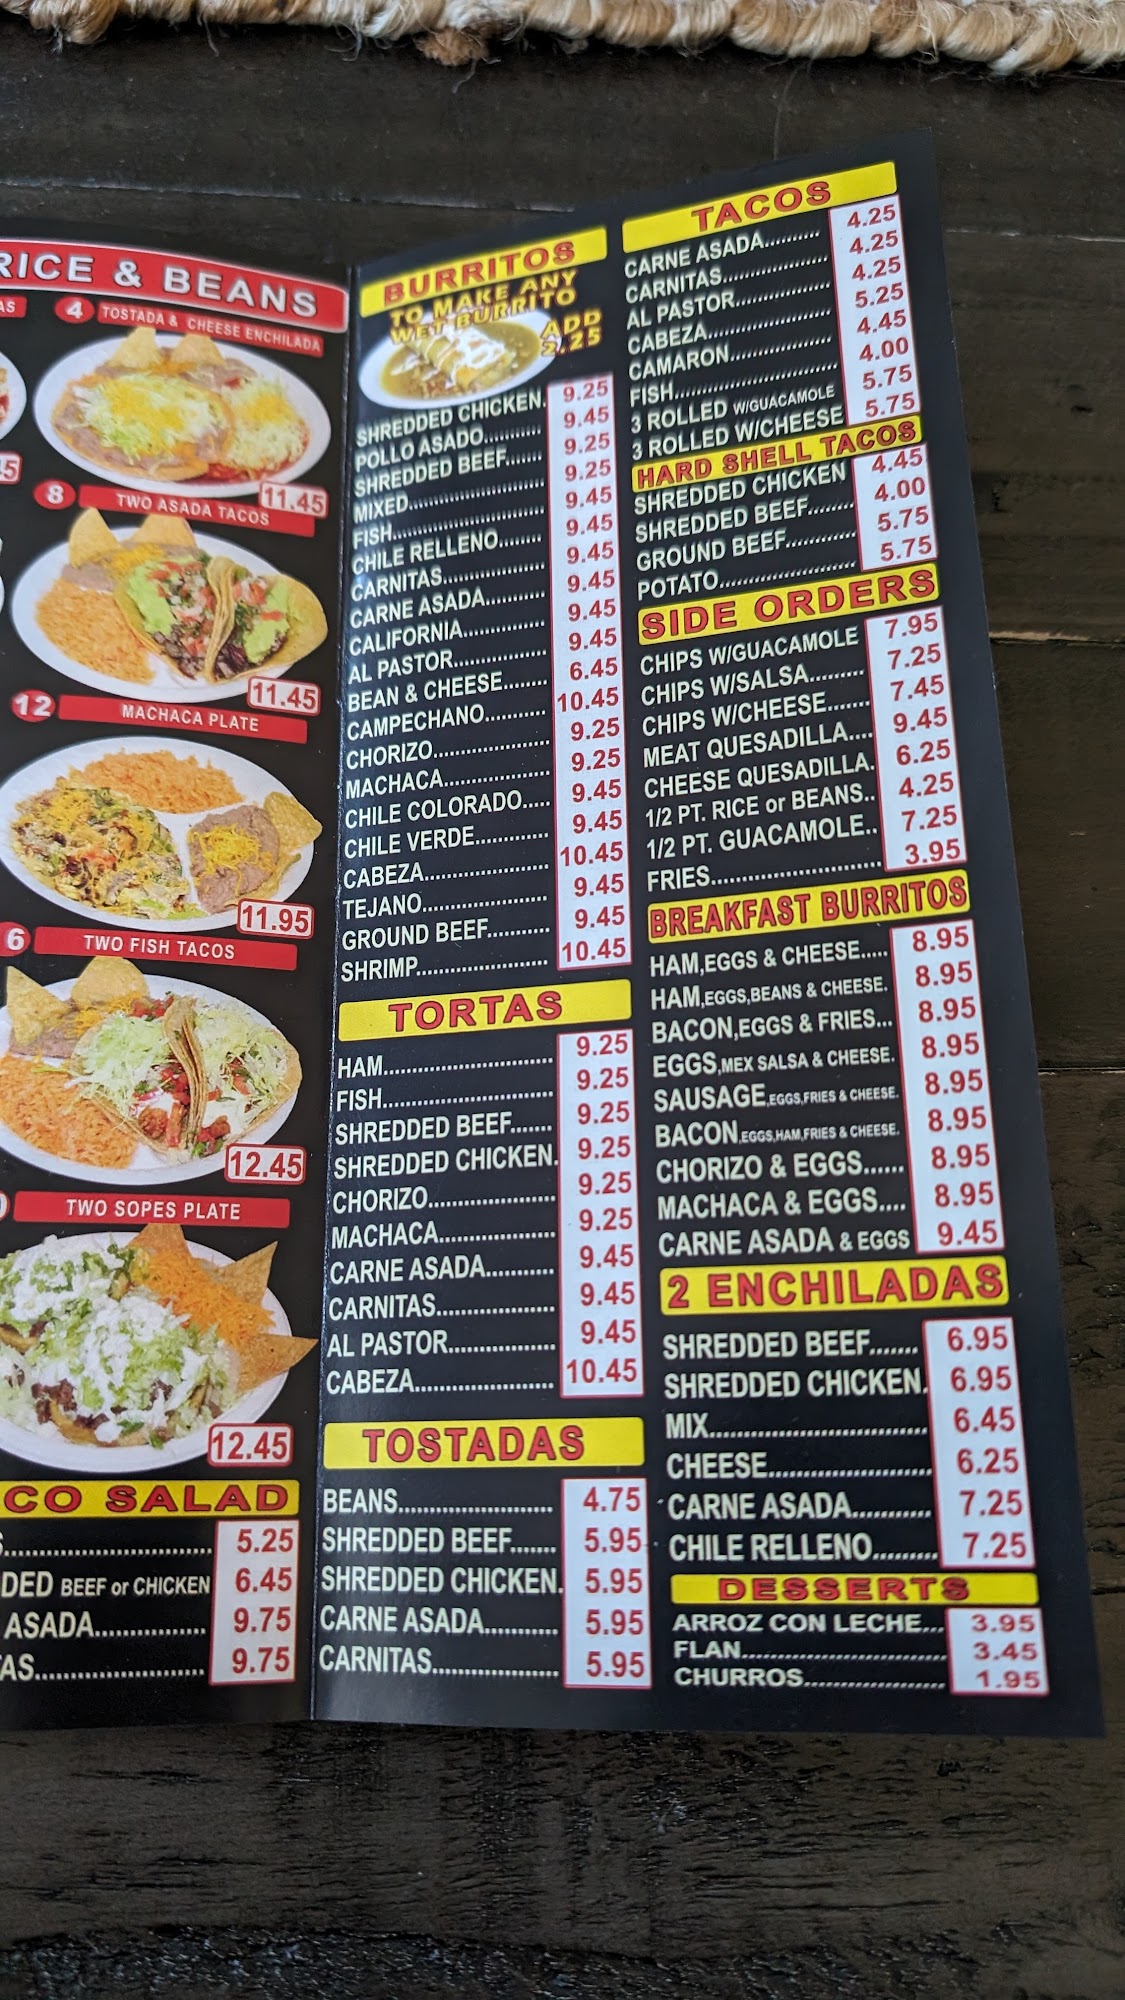 RICE & BEANS
AS
4 TOSTADA & CHEESE ENCHILADA
11.45
8 TWO ASADA TACOS
11.45
12 MACHACA PLATE
11.95
6 TWO FISH TACOS
12.45
TWO SOPES PLATE
12.45
CO SALAD
5.25
DED BEEF or CHICKEN 6.45
ASADA 9.75
AS 9.75
BURRITOS
TO MAKE ANY
WET BURRITO
ADD
2.25
SHREDDED CHICKEN 9.25
POLLO ASADO 9.45
SHREDDED BEEF 9.25
MIXED 9.25
FISH 9.45
CHILE RELLENO 9.45
CARNITAS 9.45
CARNE ASADA 9.45
CALIFORNIA 9.45
AL PASTOR 9.45
BEAN & CHEESE 6.45
CAMPECHANO 10.45
CHORIZO 9.25
MACHACA 9.25
CHILE COLORADO 9.45
CHILE VERDE 9.45
CABEZA 10.45
TEJANO 9.45
GROUND BEEF 9.45
SHRIMP 10.45
TORTAS
HAM 9.25
FISH 9.25
SHREDDED BEEF 9.25
SHREDDED CHICKEN 9.25
CHORIZO 9.25
MACHACA 9.25
CARNE ASADA 9.45
CARNITAS 9.45
AL PASTOR 9.45
CABEZA 10.45
TOSTADAS
BEANS 4.75
SHREDDED BEEF 5.95
SHREDDED CHICKEN 5.95
CARNE ASADA 5.95
CARNITAS 5.95
TACOS
CARNE ASADA 4.25
CARNITAS 4.25
AL PASTOR 4.25
CABEZA 5.25
CAMARON 4.45
FISH 4.00
3 ROLLED W/GUACAMOLE 5.75
3 ROLLED W/CHEESE 5.75
HARD SHELL TACOS
SHREDDED CHICKEN 4.45
SHREDDED BEEF 4.00
GROUND BEEF 5.75
POTATO 5.75
SIDE ORDERS
CHIPS W/GUACAMOLE 7.95
CHIPS W/SALSA 7.25
CHIPS W/CHEESE 7.45
MEAT QUESADILLA 9.45
CHEESE QUESADILLA 6.25
1/2 PT. RICE or BEANS 4.25
1/2 PT. GUACAMOLE 7.25
FRIES 3.95
BREAKFAST BURRITOS
HAM,EGGS & CHEESE 8.95
HAM,EGGS,BEANS & CHEESE 8.95
BACON,EGGS & FRIES 8.95
EGGS,MEX SALSA & CHEESE 8.95
SAUSAGE,EGGS,FRIES & CHEESE 8.95
BACON,EGGS,HAM,FRIES & CHEESE 8.95
CHORIZO & EGGS 8.95
MACHACA & EGGS 8.95
CARNE ASADA & EGGS 9.45
2 ENCHILADAS
SHREDDED BEEF 6.95
SHREDDED CHICKEN 6.95
MIX 6.45
CHEESE 6.25
CARNE ASADA 7.25
CHILE RELLENO 7.25
DESSERTS
ARROZ CON LECHE 3.95
FLAN 3.45
CHURROS 1.95